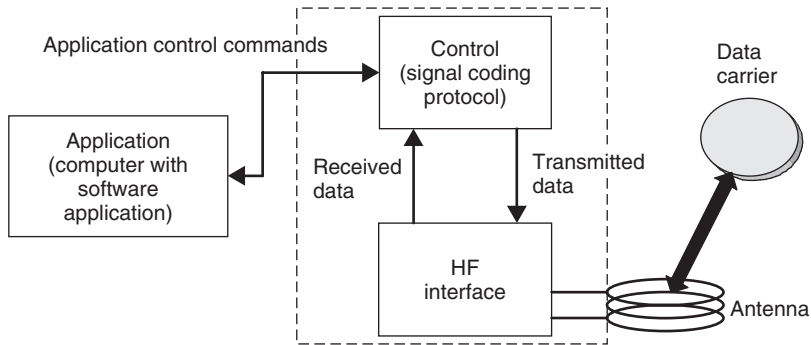 Application control commands
Control
(signal coding
protocol)
Data
carrier
Application
(computer with
software
application)
Received
data
Transmitted
data
HF
interface
Antenna